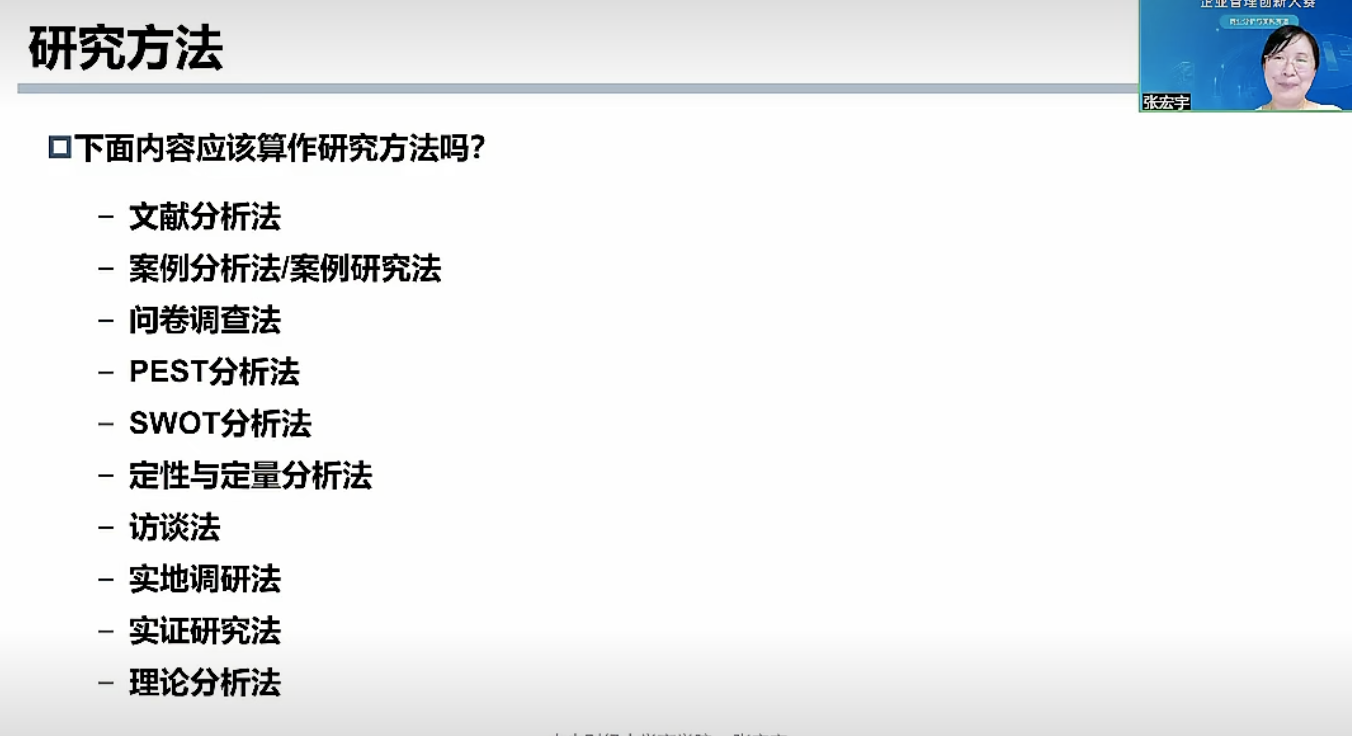 研究方法
企业管理创新大赛
张宏宇
下面内容应该算作研究方法吗?
– 文献分析法
– 案例分析法/案例研究法
– 问卷调查法
– PEST分析法
– SWOT分析法
– 定性与定量分析法
– 访谈法
– 实地调研法
– 实证研究法
– 理论分析法